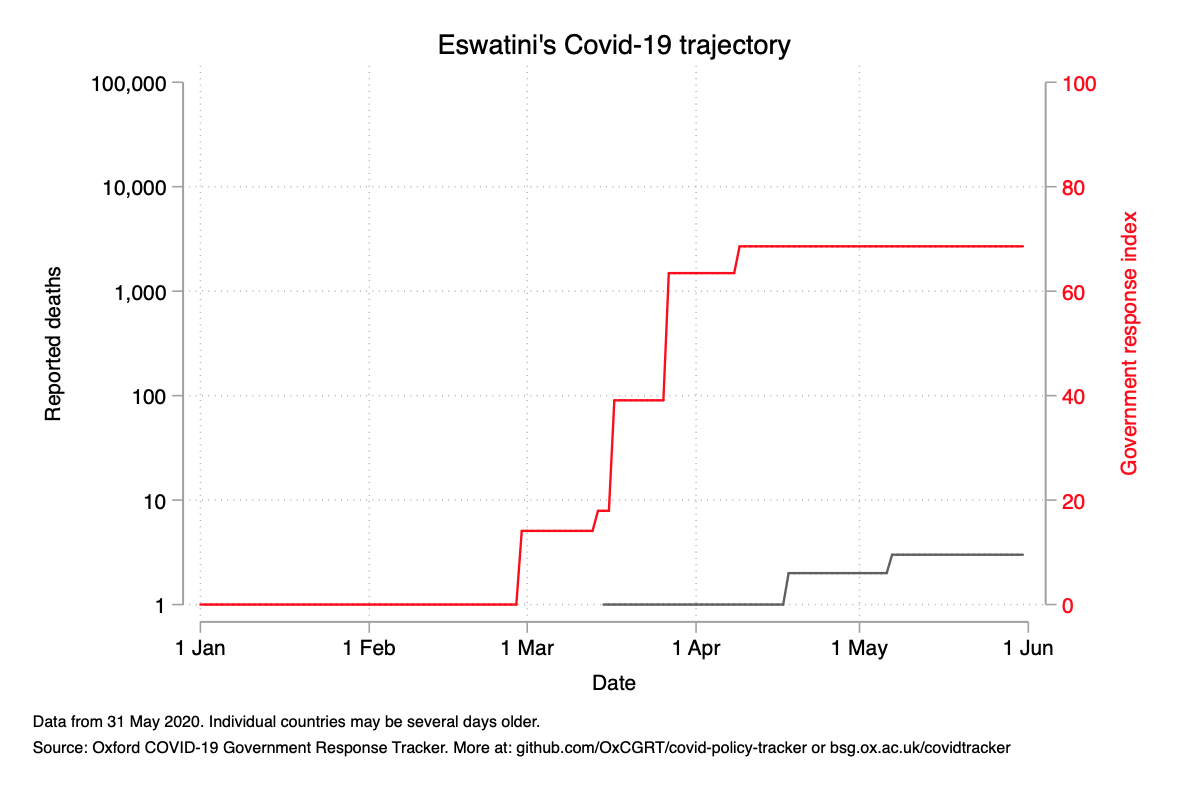 Eswatini's Covid-19 trajectory
100,000
10,000
1,000
100
10
1
Reported deaths
100
80
60
40
20
0
Government response index
1 Jan
1 Feb
1 Mar
1 Apr
1 May
1 Jun
Date
Data from 31 May 2020. Individual countries may be several days older.
Source: Oxford COVID-19 Government Response Tracker. More at: github.com/OxCGRT/covid-policy-tracker or bsg.ox.ac.uk/covidtracker